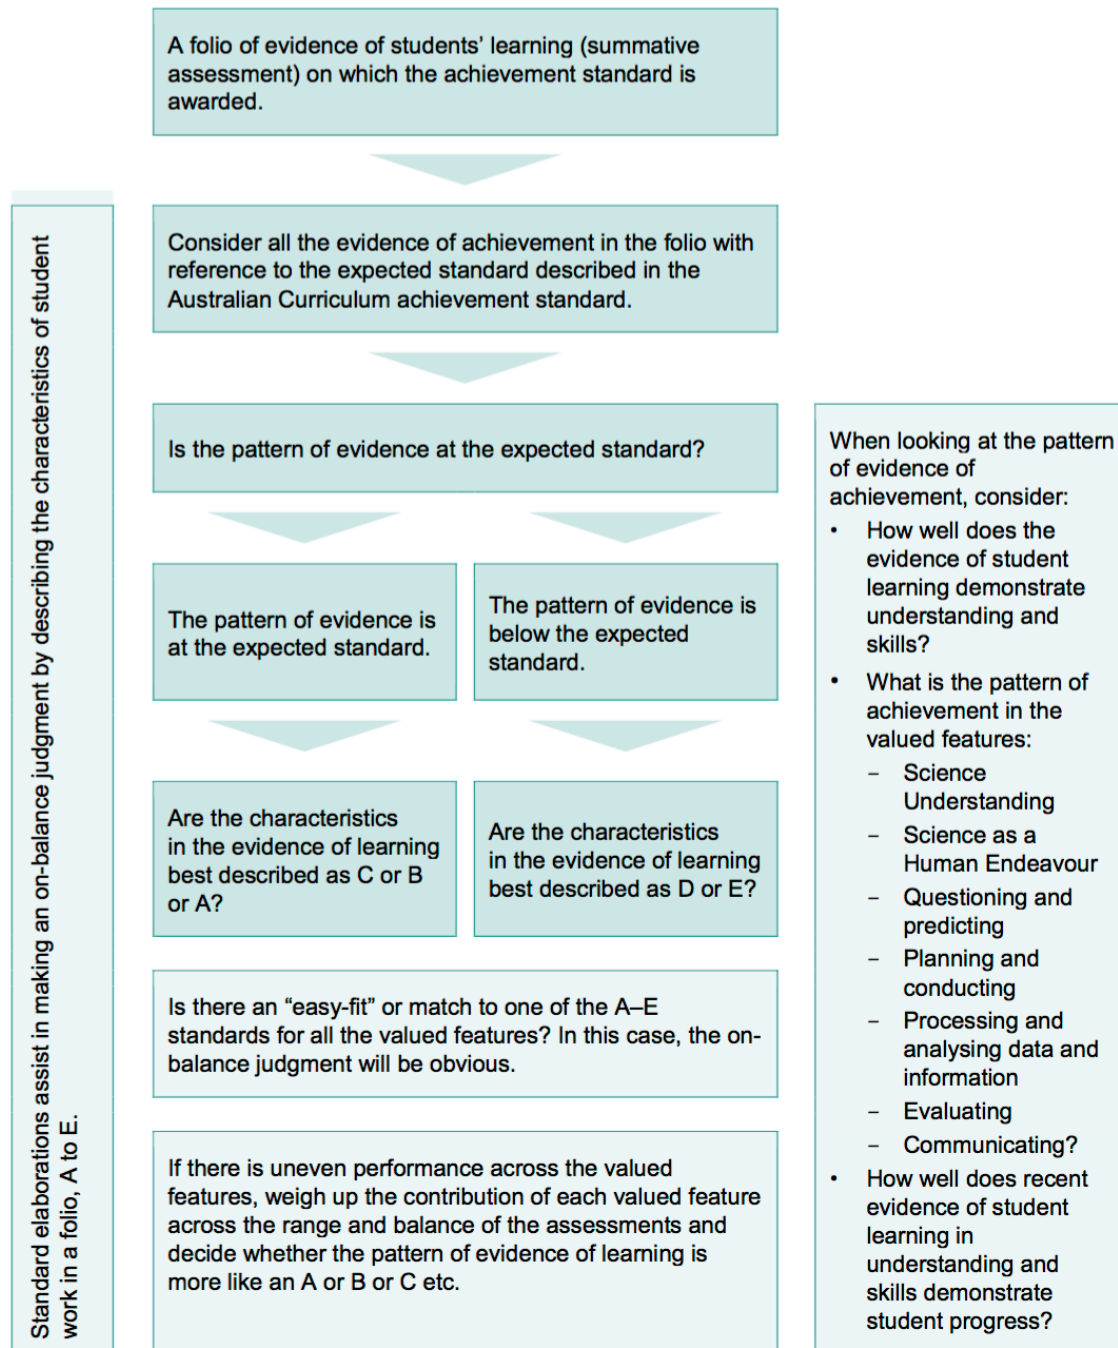 A folio of evidence of students’ learning (summative
assessment) on which the achievement standard is
awarded.
Consider all the evidence of achievement in the folio with
reference to the expected standard described in the
Australian Curriculum achievement standard.
Is the pattern of evidence at the expected standard?
The pattern of evidence is
at the expected standard.
The pattern of evidence is
below the expected
standard.
Are the characteristics
in the evidence of learning
best described as C or B
or A?
Are the characteristics
in the evidence of learning
best described as D or E?
Is there an “easy-fit” or match to one of the A–E
standards for all the valued features? In this case, the on-
balance judgment will be obvious.
If there is uneven performance across the valued
features, weigh up the contribution of each valued feature
across the range and balance of the assessments and
decide whether the pattern of evidence of learning is
more like an A or B or C etc.
Standard elaborations assist in making an on-balance judgment by describing the characteristics of student
work in a folio, A to E.
When looking at the pattern
of evidence of
achievement, consider:
• How well does the
evidence of student
learning demonstrate
understanding and
skills?
• What is the pattern of
achievement in the
valued features:
– Science
Understanding
– Science as a
Human Endeavour
– Questioning and
predicting
– Planning and
conducting
– Processing and
analysing data and
information
– Evaluating
– Communicating?
• How well does recent
evidence of student
learning in
understanding and
skills demonstrate
student progress?